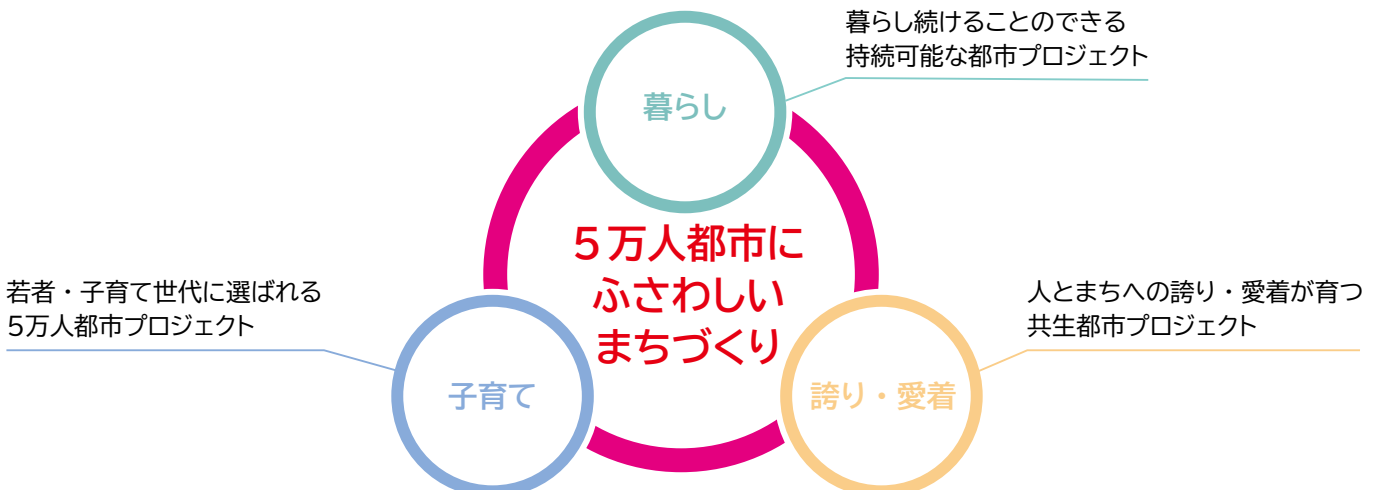 暮らし続けることのできる
持続可能な都市プロジェクト
暮らし
5万人都市に
ふさわしい
まちづくり
若者・子育て世代に選ばれる
5万人都市プロジェクト
人とまちへの誇り・愛着が育つ
共生都市プロジェクト
子育て
誇り・愛着